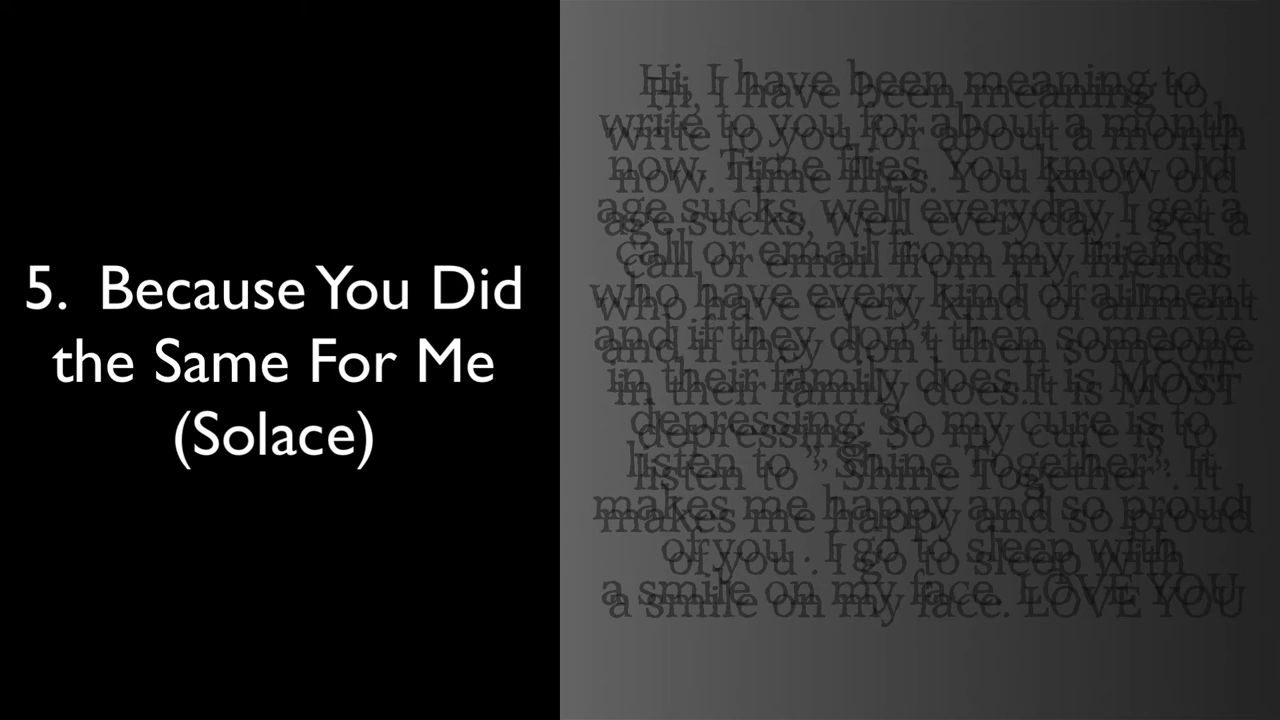 5. Because You Did
the Same For Me
(Solace)
Hi, I have been meaning to
write to you for about a month
now. Time flies. You know old
age sucks, well everyday I get a
call or email from my friends
who have every kind of ailment
and if they don't then someone
in their family does.It is MOST
depressing. So my cure is to
listen to " Shine Together". It
makes me happy and so proud
of you . I go to sleep with
a smile on my face. LOVE YOU